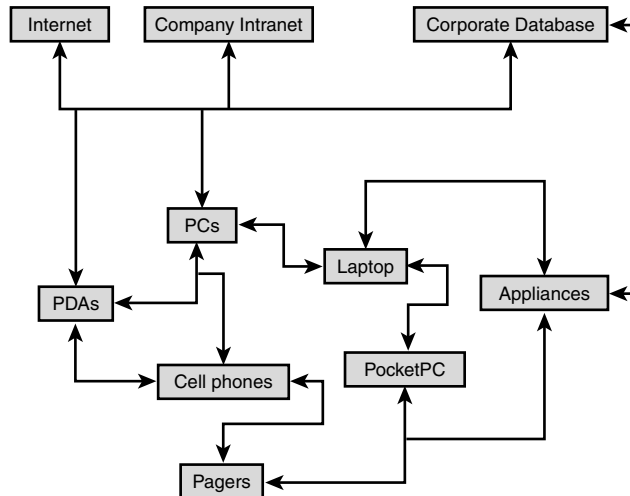 Internet
Company Intranet
Corporate Database
PCs
Laptop
PDAs
Appliances
Cell phones
PocketPC
Pagers